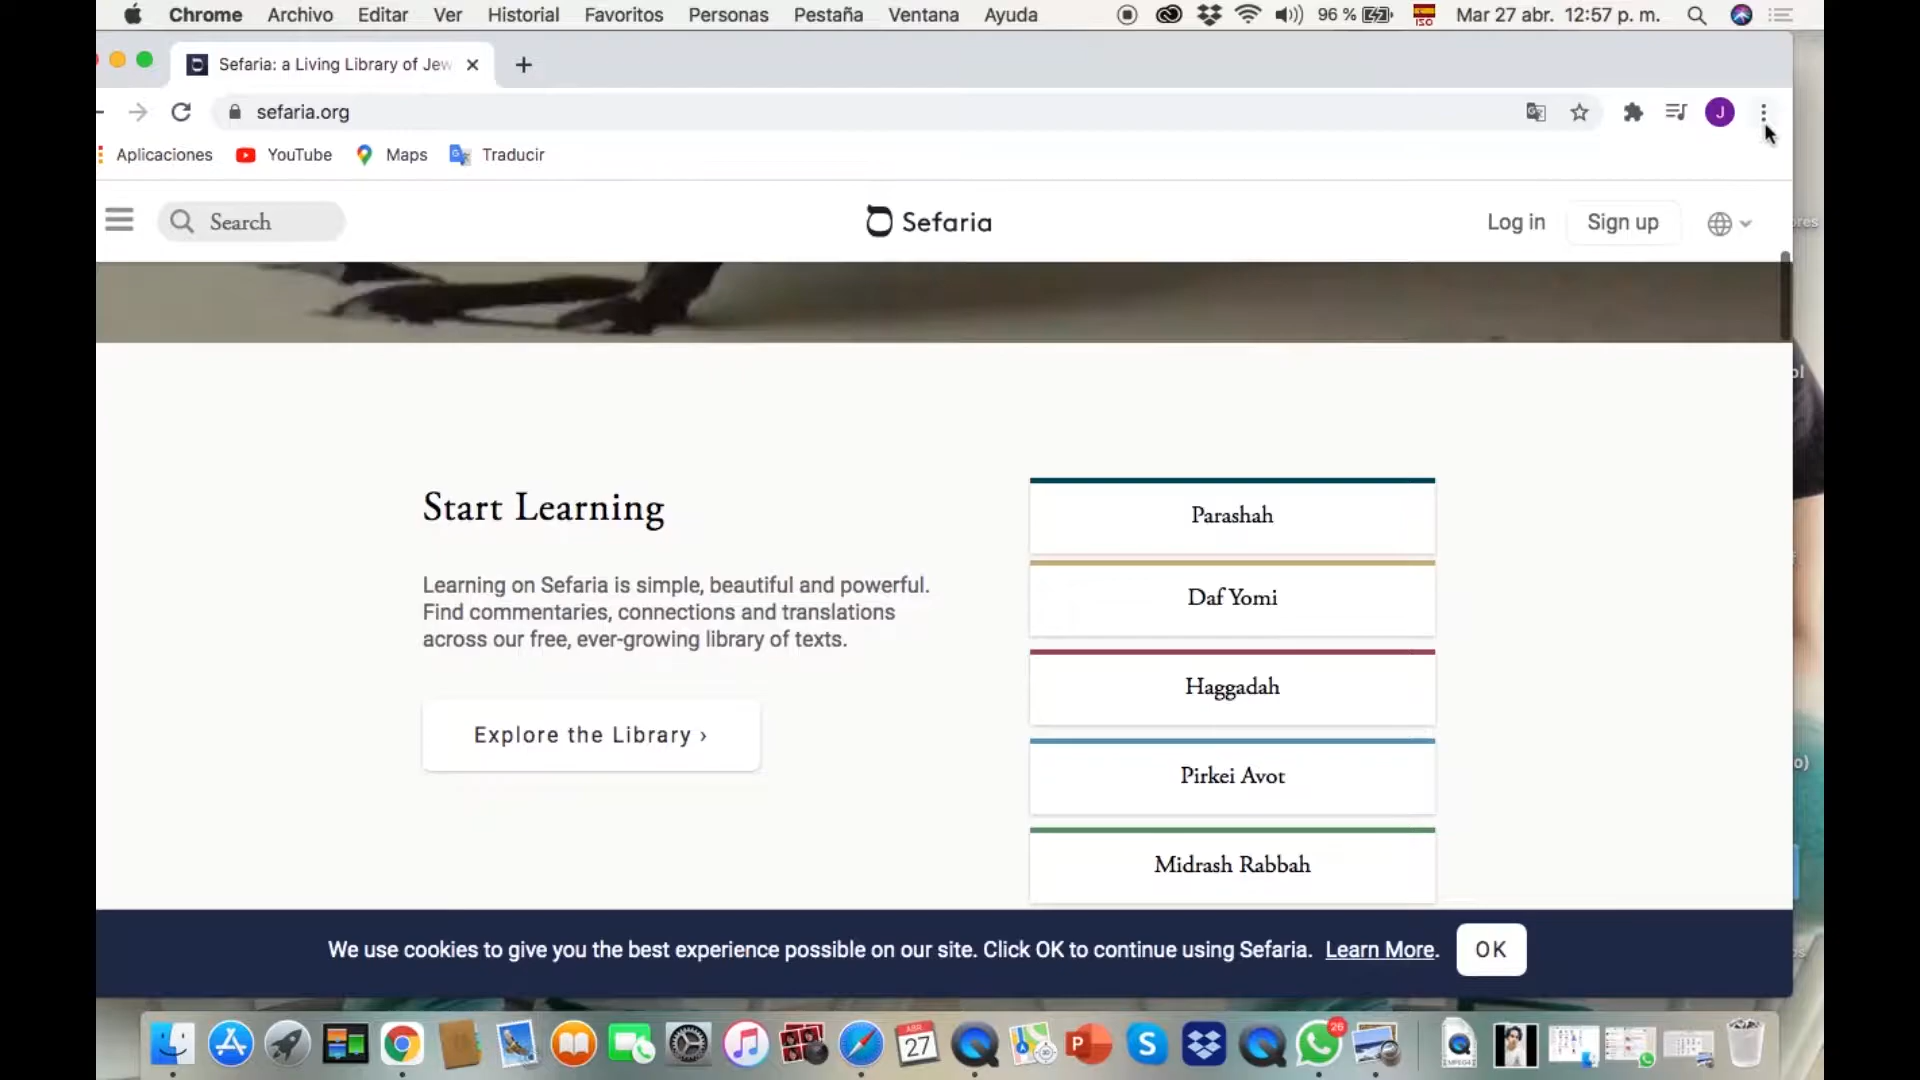 Chrome Archivo Editar Ver Historial Favoritos Personas Pestaña Ventana Ayuda 96 % ISO Mar 27 abr. 12:57 p. m.
Sefaria: a Living Library of Jew
sefaria.org J
Aplicaciones YouTube Maps Traducir
Search Sefaria Log in Sign up
Start Learning
Learning on Sefaria is simple, beautiful and powerful.
Find commentaries, connections and translations
across our free, ever-growing library of texts.
Explore the Library ›
Parashah
Daf Yomi
Haggadah
Pirkei Avot
Midrash Rabbah
We use cookies to give you the best experience possible on our site. Click OK to continue using Sefaria. Learn More. OK
ABR
27
26